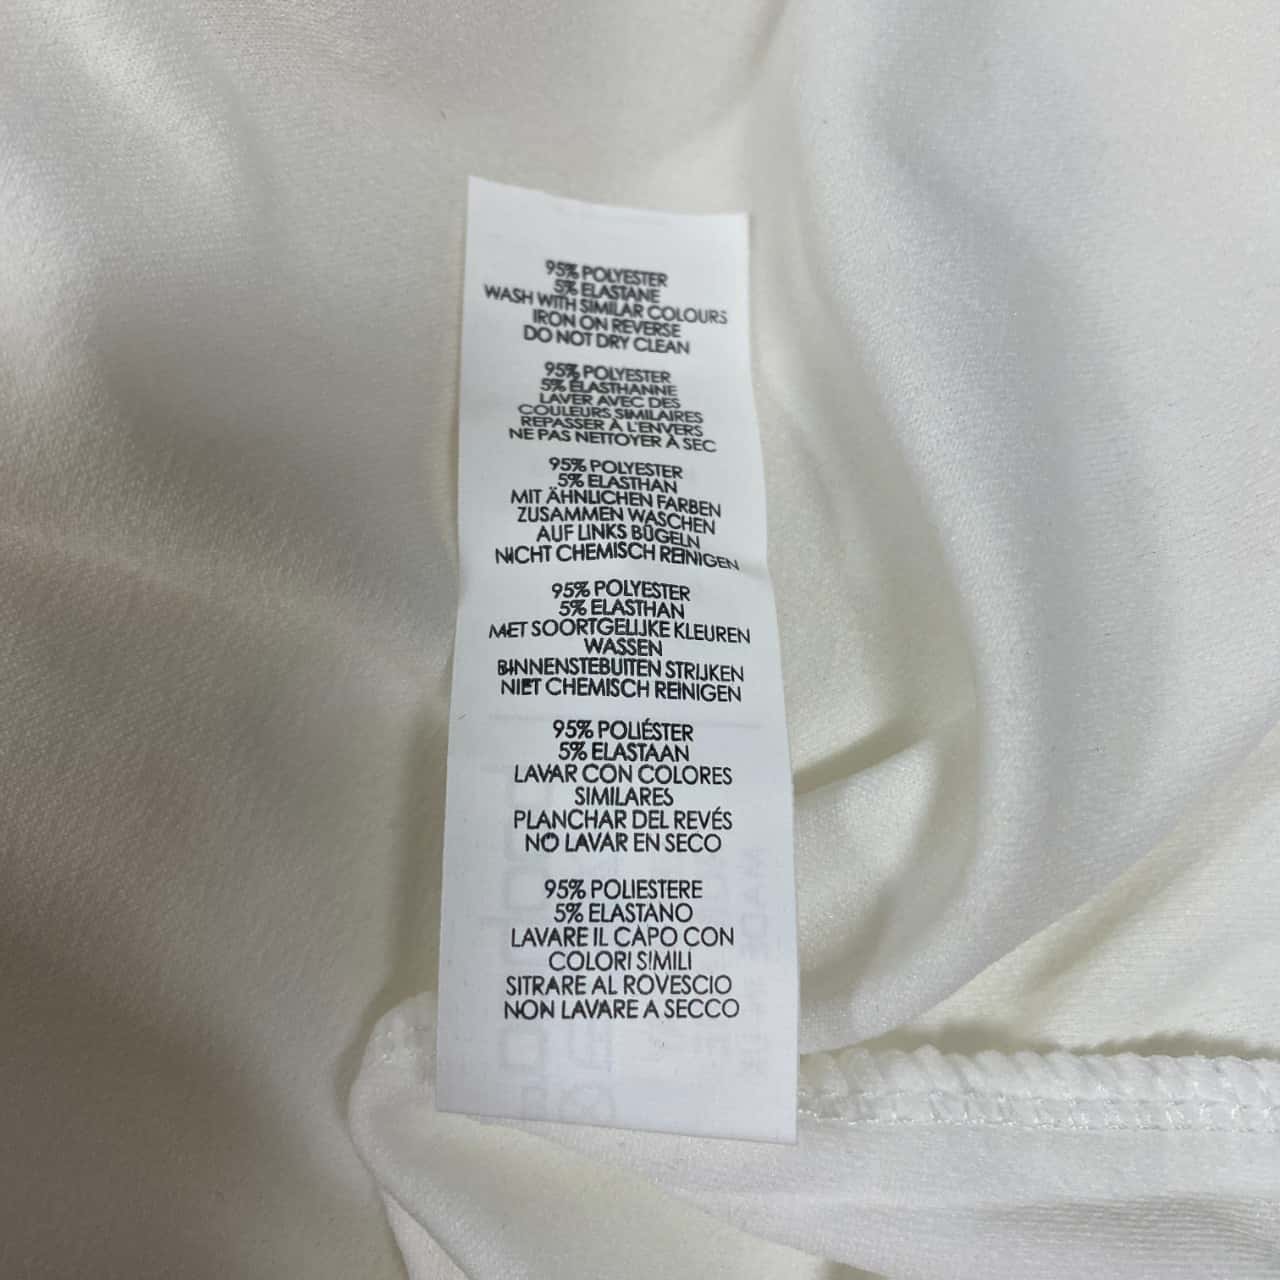 95% POLYESTER
5% ELASTANE
WASH WITH SIMILAR COLOURS
IRON ON REVERSE
DO NOT DRY CLEAN
95% POLYESTER
5% ÉLASTHANNE
LAVER AVEC DES
COULEURS SIMILAIRES
REPASSER À L'ENVERS
NE PAS NETTOYER À SEC
95% POLYESTER
5% ELASTHAN
MIT ÄHNLICHEN FARBEN
ZUSAMMEN WASCHEN
AUF LINKS BÜGELN
NICHT CHEMISCH REINIGEN
95% POLYESTER
5% ELASTHAN
MET SOORTGELIJKE KLEUREN
WASSEN
BINNENSTEBUITEN STRIJKEN
NIET CHEMISCH REINIGEN
95% POLIÉSTER
5% ELASTAAN
LAVAR CON COLORES
SIMILARES
PLANCHAR DEL REVÉS
NO LAVAR EN SECO
95% POLIESTERE
5% ELASTANO
LAVARE IL CAPO CON
COLORI SIMILI
SITRARE AL ROVESCIO
NON LAVARE A SECCO